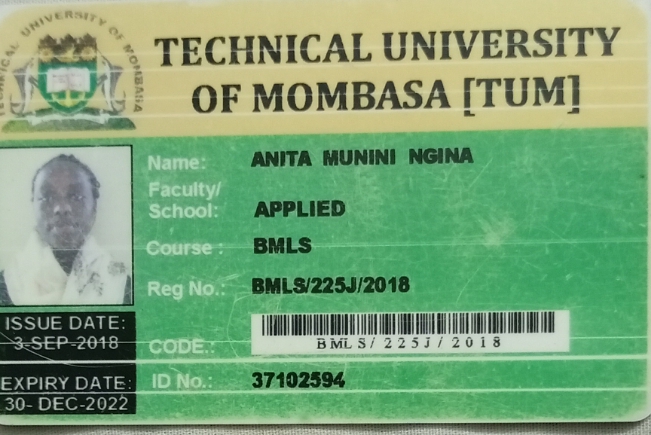 TECHNICAL UNIVERSITY OF MOMBASA
TECHNICAL UNIVERSITY
OF MOMBASA [TUM]
Name: ANITA MUNINI NGINA
Faculty/
School: APPLIED
Course : BMLS
Reg No.: BMLS/225J/2018
ISSUE DATE:
3-SEP-2018
CODE.: BMLS/225J/2018
EXPIRY DATE:
30- DEC-2022
ID No.: 37102594